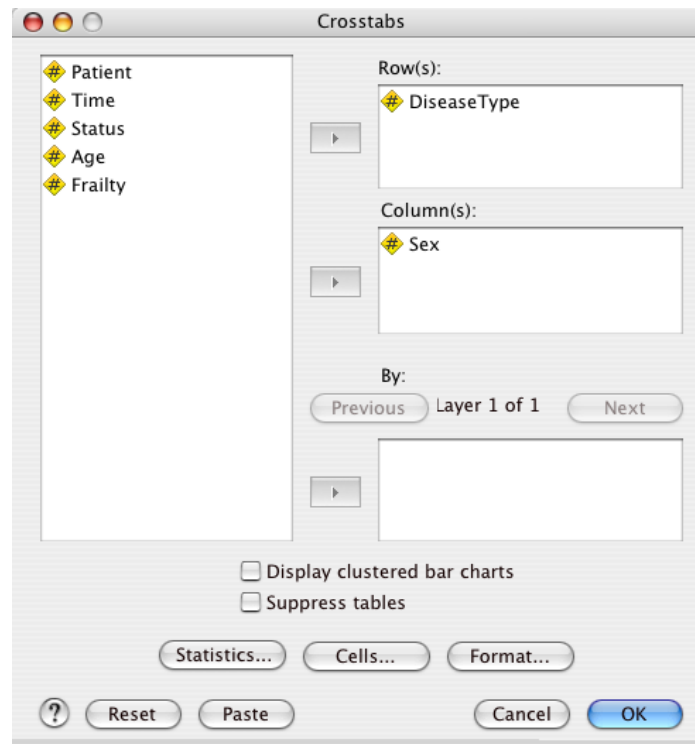 Crosstabs
# Patient
# Time
# Status
# Age
# Frailty
Row(s):
# DiseaseType
Column(s):
# Sex
By:
Previous
Layer 1 of 1
Next
Display clustered bar charts
Suppress tables
Statistics...
Cells...
Format...
?
Reset
Paste
Cancel
OK